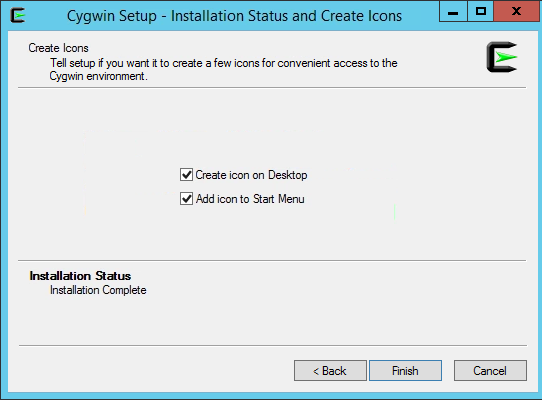 Cygwin Setup - Installation Status and Create Icons
Create Icons
Tell setup if you want it to create a few icons for convenient access to the
Cygwin environment.
Create icon on Desktop
Add icon to Start Menu
Installation Status
Installation Complete
< Back
Finish
Cancel